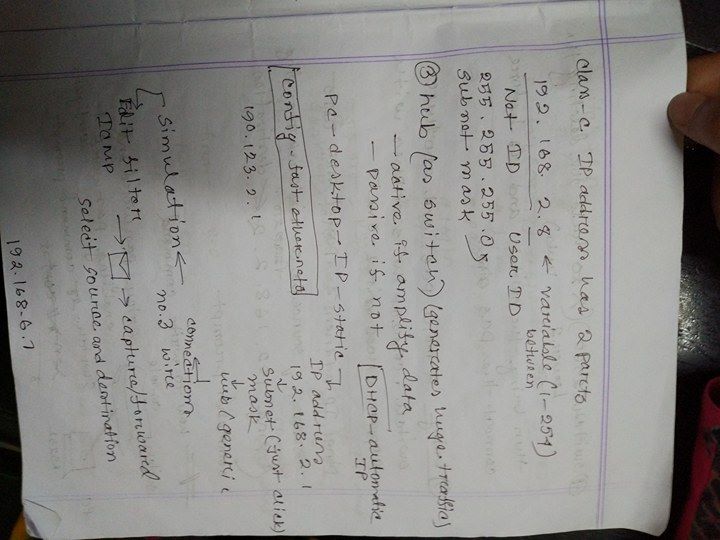 class-c IP address has 2 parts
192. 168. 2. 8 ← variable (1-254)
between
Net ID User ID
255. 255. 255. 0
subnet mask
③ hub (as switch) (generates huge traffic)
- active is amplify data
- passive is not
DHCP-automatic
IP
PC-desktop-IP-static
IP address
192. 168. 2. 1
Config-fast ethernet0
subnet (just click)
mask
190. 123. 2. 1
hub (generic
connections
Simulation ← no. 3 wire
Edit filter → ✉ → capture/forward
ICMP
select source and destination
192. 168. 6. 7